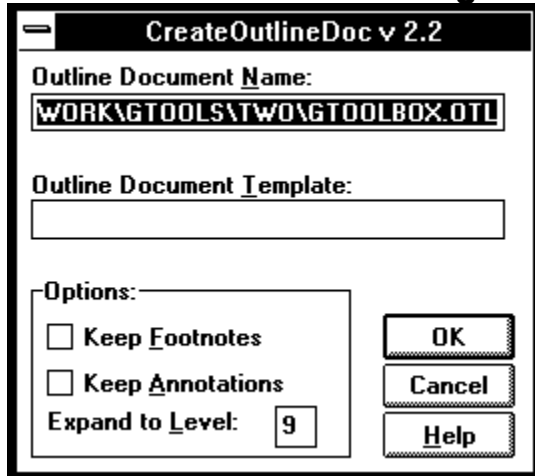 CreateOutlineDoc v 2.2
Outline Document Name:
WORK\GTOOLS\TWO\GTOOLBOX.OTL
Outline Document Template:
Options:
Keep Footnotes
OK
Keep Annotations
Cancel
Expand to Level: 9
Help